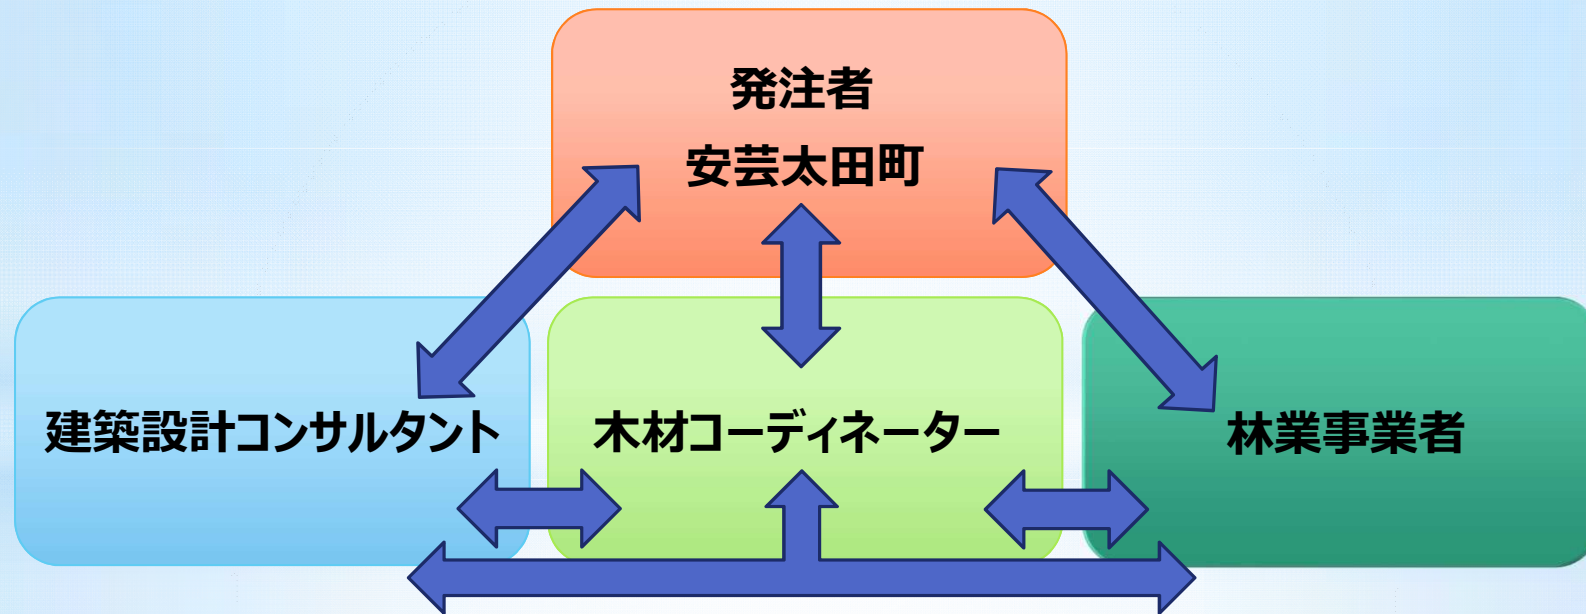 発注者
安芸太田町
建築設計コンサルタント
木材コーディネーター
林業事業者